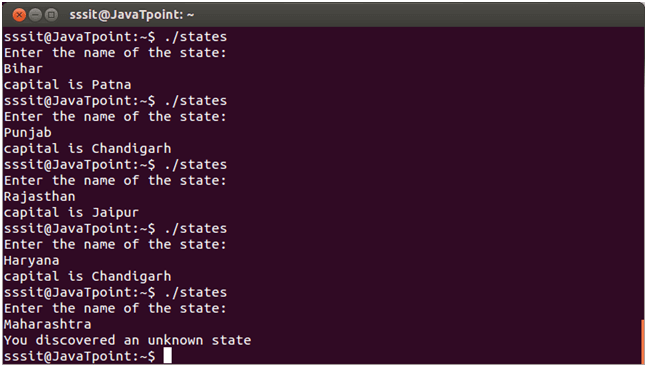 sssit@JavaTpoint: ~
sssit@JavaTpoint:~$ ./states
Enter the name of the state:
Bihar
capital is Patna
sssit@JavaTpoint:~$ ./states
Enter the name of the state:
Punjab
capital is Chandigarh
sssit@JavaTpoint:~$ ./states
Enter the name of the state:
Rajasthan
capital is Jaipur
sssit@JavaTpoint:~$ ./states
Enter the name of the state:
Haryana
capital is Chandigarh
sssit@JavaTpoint:~$ ./states
Enter the name of the state:
Maharashtra
You discovered an unknown state
sssit@JavaTpoint:~$